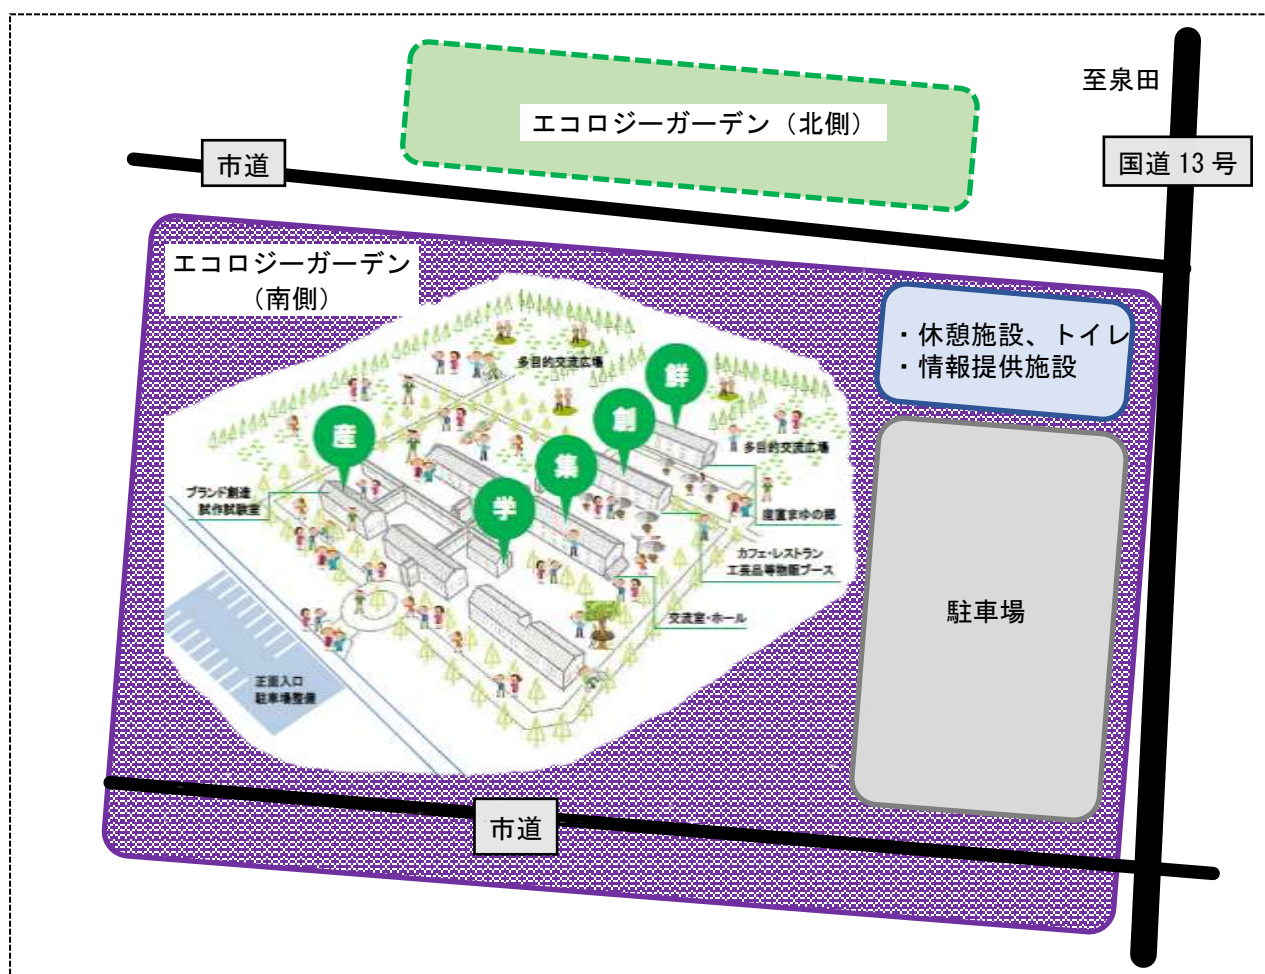 至泉田
エコロジーガーデン（北側）
市道
国道 13 号
エコロジーガーデン
（南側）
・休憩施設、トイレ
・情報提供施設
多目的交流広場
鮮
創
産
多目的交流広場
集
ブランド創造
試作試験室
学
産直まゆの郷
カフェ・レストラン
工芸品等物販ブース
交流室・ホール
駐車場
正面入口
駐車場整備
市道